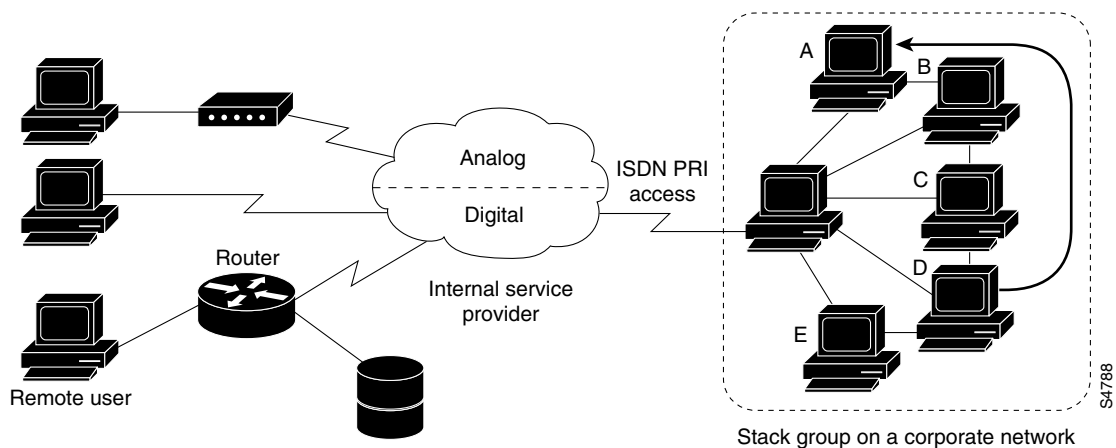 A
B
Analog
ISDN PRI
access
C
Digital
Router
D
Internal service
provider
E
Remote user
S4788
Stack group on a corporate network